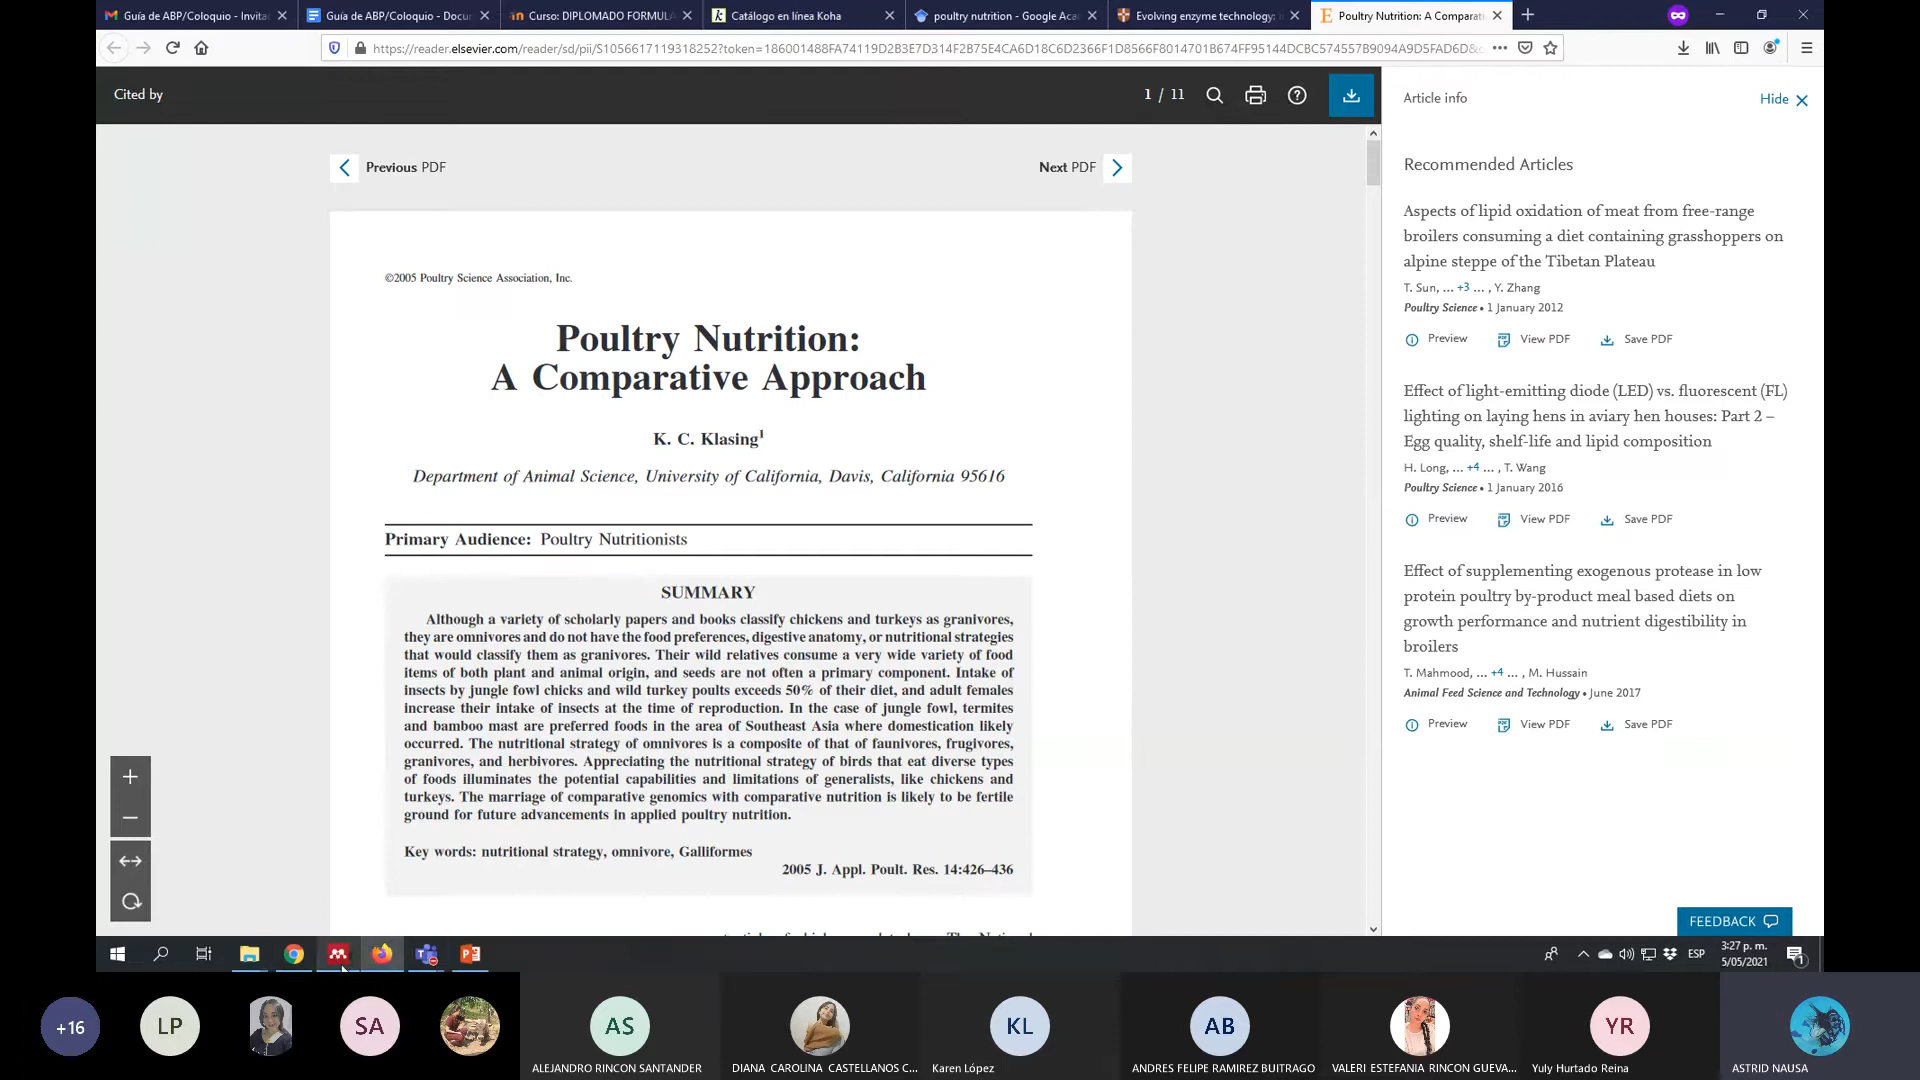 Guía de ABP/Coloquio - Invita
Guía de ABP/Coloquio - Docu
Curso: DIPLOMADO FORMULA
Catálogo en línea Koha
poultry nutrition - Google Aca
Evolving enzyme technology: 
Poultry Nutrition: A Comparat
https://reader.elsevier.com/reader/sd/pii/S1056617119318252?token=186001488FA74119D2B3E7D314F2B75E4CA6D18C6D2366F1D8566F8014701B674FF95144DCBC574557B9094A9D5FAD6D&
Cited by
1 / 11
Article info
Hide
Previous PDF
Next PDF
©2005 Poultry Science Association, Inc.
Poultry Nutrition:
A Comparative Approach
K. C. Klasing1
Department of Animal Science, University of California, Davis, California 95616
Primary Audience: Poultry Nutritionists
SUMMARY
Although a variety of scholarly papers and books classify chickens and turkeys as granivores,
they are omnivores and do not have the food preferences, digestive anatomy, or nutritional strategies
that would classify them as granivores. Their wild relatives consume a very wide variety of food
items of both plant and animal origin, and seeds are not often a primary component. Intake of
insects by jungle fowl chicks and wild turkey poults exceeds 50% of their diet, and adult females
increase their intake of insects at the time of reproduction. In the case of jungle fowl, termites
and bamboo mast are preferred foods in the area of Southeast Asia where domestication likely
occurred. The nutritional strategy of omnivores is a composite of that of faunivores, frugivores,
granivores, and herbivores. Appreciating the nutritional strategy of birds that eat diverse types
of foods illuminates the potential capabilities and limitations of generalists, like chickens and
turkeys. The marriage of comparative genomics with comparative nutrition is likely to be fertile
ground for future advancements in applied poultry nutrition.
Key words: nutritional strategy, omnivore, Galliformes
2005 J. Appl. Poult. Res. 14:426–436
Recommended Articles
Aspects of lipid oxidation of meat from free-range
broilers consuming a diet containing grasshoppers on
alpine steppe of the Tibetan Plateau
T. Sun, ... +3 ... , Y. Zhang
Poultry Science • 1 January 2012
Preview View PDF Save PDF
Effect of light-emitting diode (LED) vs. fluorescent (FL)
lighting on laying hens in aviary hen houses: Part 2 –
Egg quality, shelf-life and lipid composition
H. Long, ... +4 ... , T. Wang
Poultry Science • 1 January 2016
Preview View PDF Save PDF
Effect of supplementing exogenous protease in low
protein poultry by-product meal based diets on
growth performance and nutrient digestibility in
broilers
T. Mahmood, ... +4 ... , M. Hussain
Animal Feed Science and Technology • June 2017
Preview View PDF Save PDF
FEEDBACK
ESP
3:27 p. m.
5/05/2021
1
+16
LP
SA
AS
KL
AB
YR
ALEJANDRO RINCON SANTANDER
DIANA CAROLINA CASTELLANOS C...
Karen López
ANDRES FELIPE RAMIREZ BUITRAGO
VALERI ESTEFANIA RINCON GUEVA...
Yuly Hurtado Reina
ASTRID NAUSA